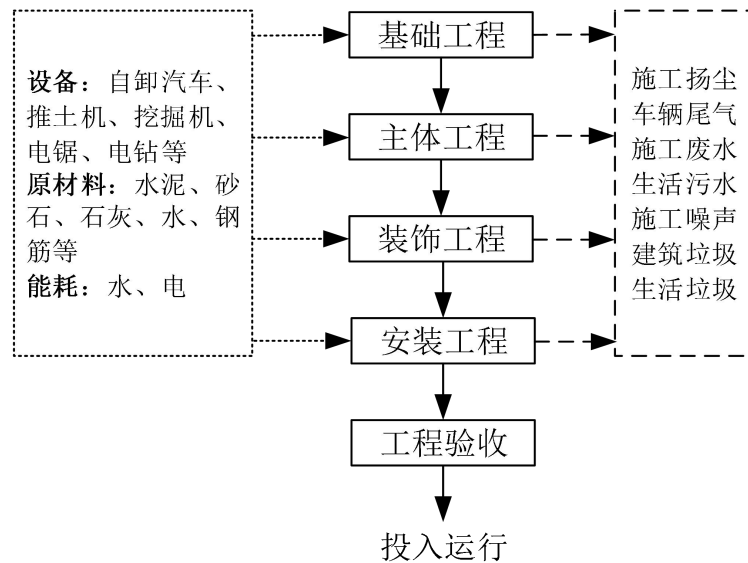 设备：自卸汽车、
推土机、挖掘机、
电锯、电钻等
原材料：水泥、砂
石、石灰、水、钢
筋等
能耗：水、电
基础工程
主体工程
装饰工程
安装工程
工程验收
投入运行
施工扬尘
车辆尾气
施工废水
生活污水
施工噪声
建筑垃圾
生活垃圾